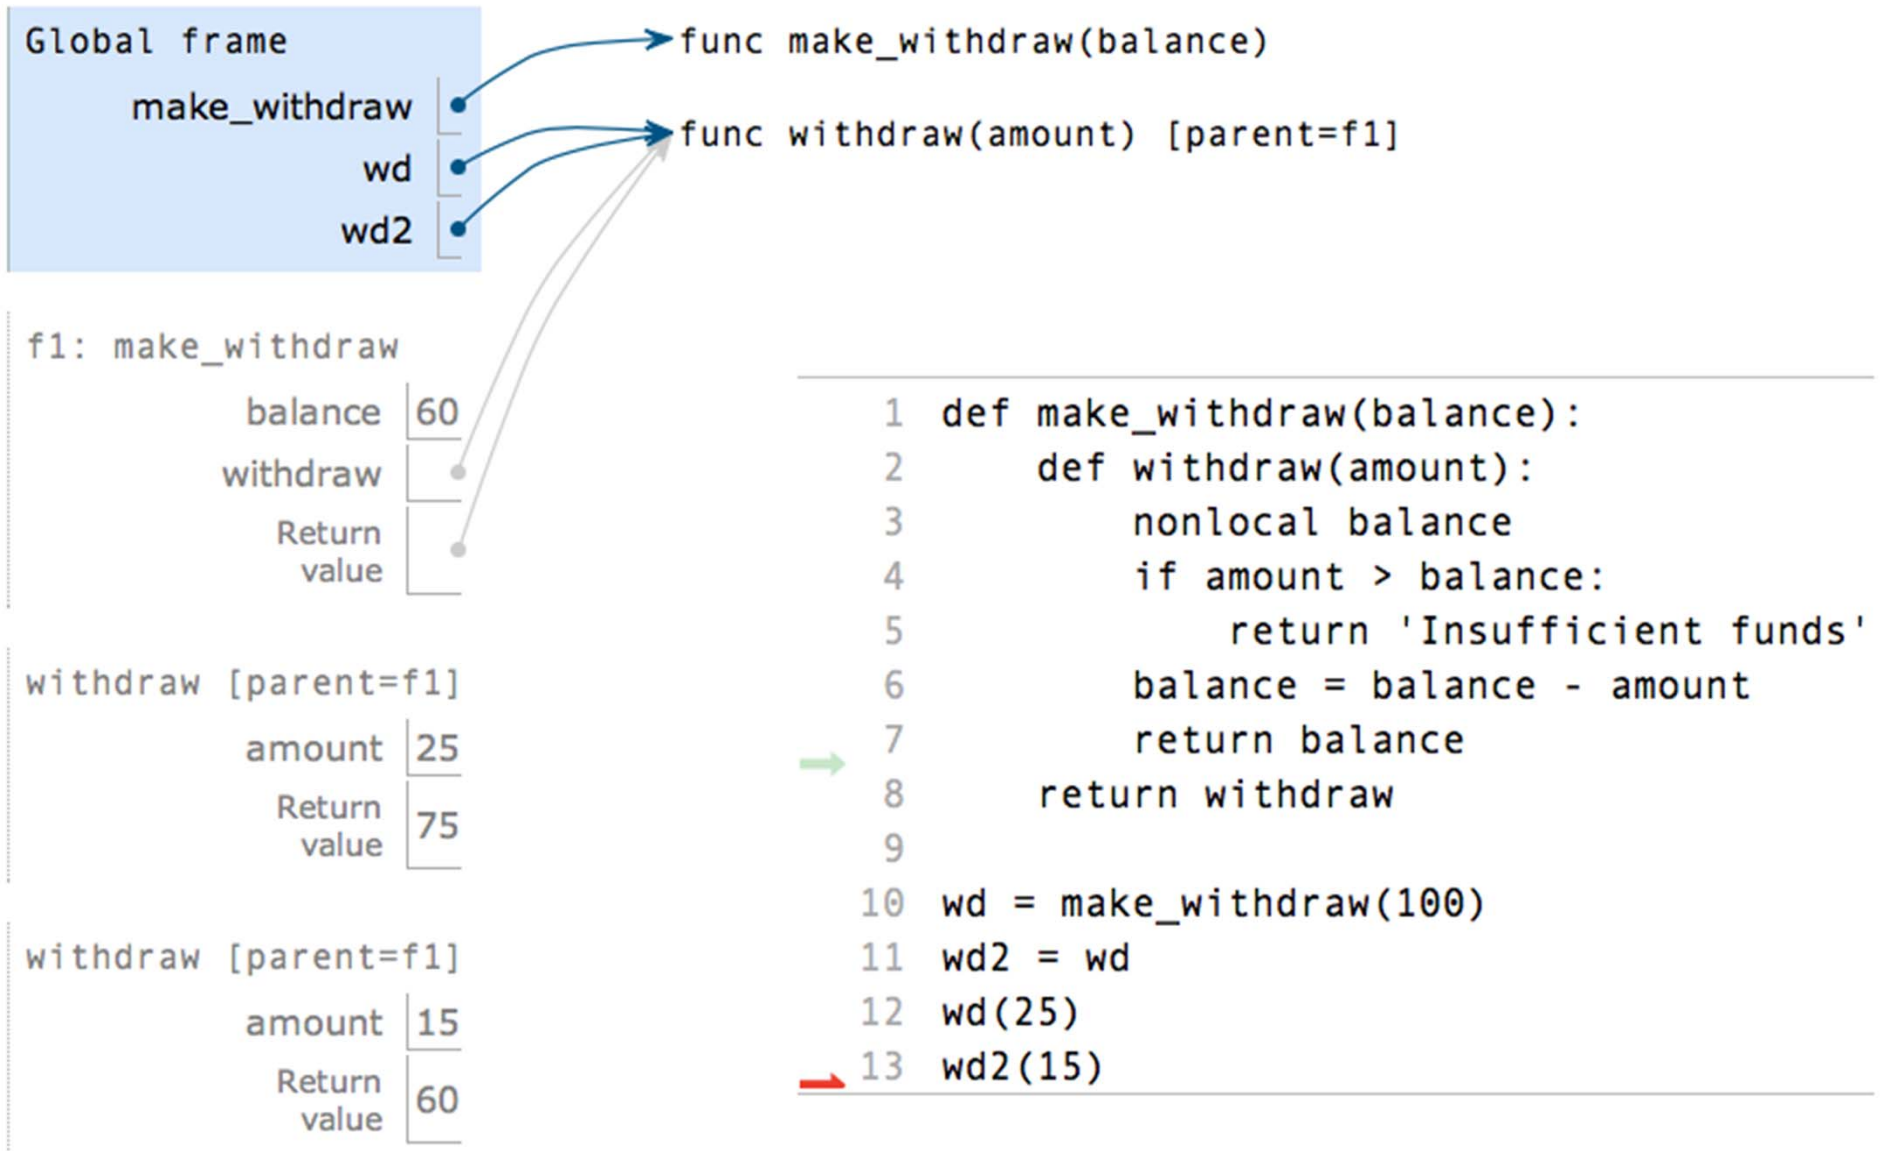 Global frame
make_withdraw
wd
wd2
func make_withdraw(balance)
func withdraw(amount) [parent=f1]
f1: make_withdraw
balance 60
withdraw
Return
value
withdraw [parent=f1]
amount 25
Return
value 75
withdraw [parent=f1]
amount 15
Return
value 60
1 def make_withdraw(balance):
2     def withdraw(amount):
3         nonlocal balance
4         if amount > balance:
5             return 'Insufficient funds'
6         balance = balance - amount
7         return balance
8     return withdraw
9
10 wd = make_withdraw(100)
11 wd2 = wd
12 wd(25)
13 wd2(15)